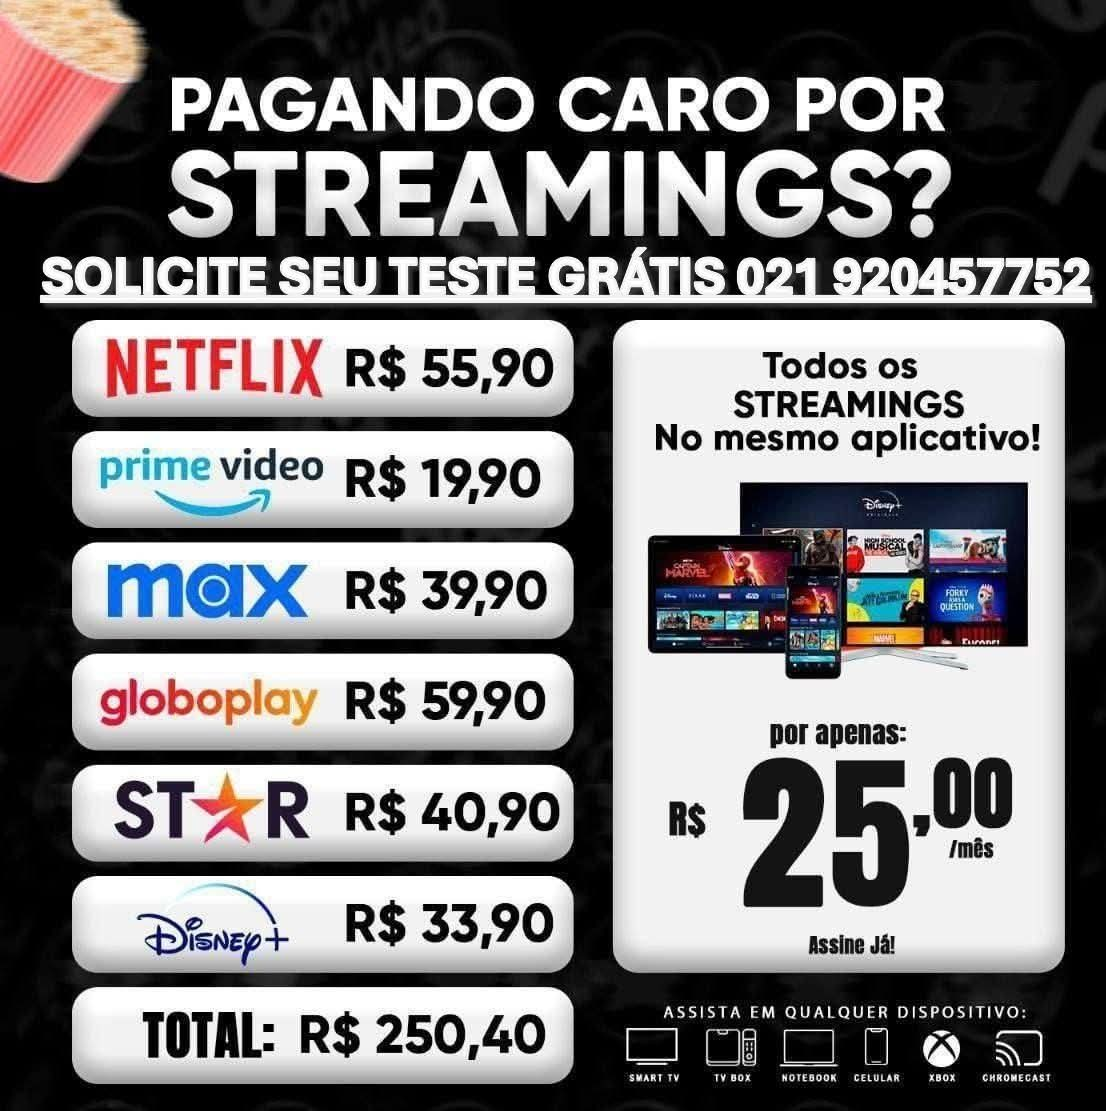 PAGANDO CARO POR
STREAMINGS?
SOLICITE SEU TESTE GRÁTIS 021 920457752
NETFLIX R$ 55,90
prime video R$ 19,90
max R$ 39,90
globoplay R$ 59,90
STAR R$ 40,90
Disney+ R$ 33,90
TOTAL: R$ 250,40
Todos os
STREAMINGS
No mesmo aplicativo!
Disney+
HIGH SCHOOL
MUSICAL
CAPTAIN
MARVEL
FORKY
ASKS A
QUESTION
MARVEL
ENCORE!
por apenas:
R$ 25,00
/mês
Assine Já!
ASSISTA EM QUALQUER DISPOSITIVO:
SMART TV TV BOX NOTEBOOK CELULAR XBOX CHROMECAST